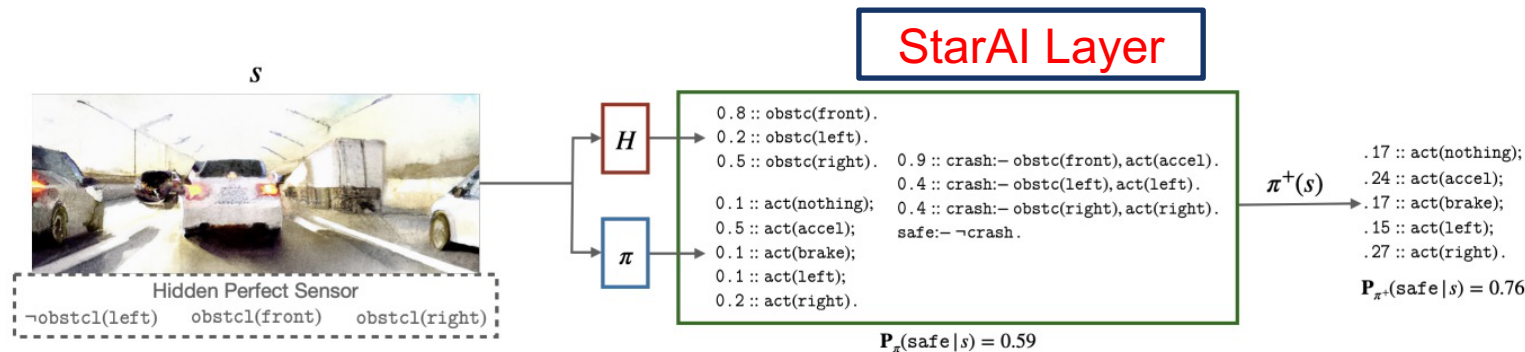 StarAI Layer
s
Hidden Perfect Sensor
¬obstcl(left) obstcl(front) obstcl(right)
H
π
0.8 :: obstc(front).
0.2 :: obstc(left).
0.5 :: obstc(right).
0.1 :: act(nothing);
0.5 :: act(accel);
0.1 :: act(brake);
0.1 :: act(left);
0.2 :: act(right).
0.9 :: crash:– obstc(front), act(accel).
0.4 :: crash:– obstc(left), act(left).
0.4 :: crash:– obstc(right), act(right).
safe:– ¬crash.
Pπ(safe|s) = 0.59
π⁺(s)
.17 :: act(nothing);
.24 :: act(accel);
.17 :: act(brake);
.15 :: act(left);
.27 :: act(right).
Pπ⁺(safe|s) = 0.76